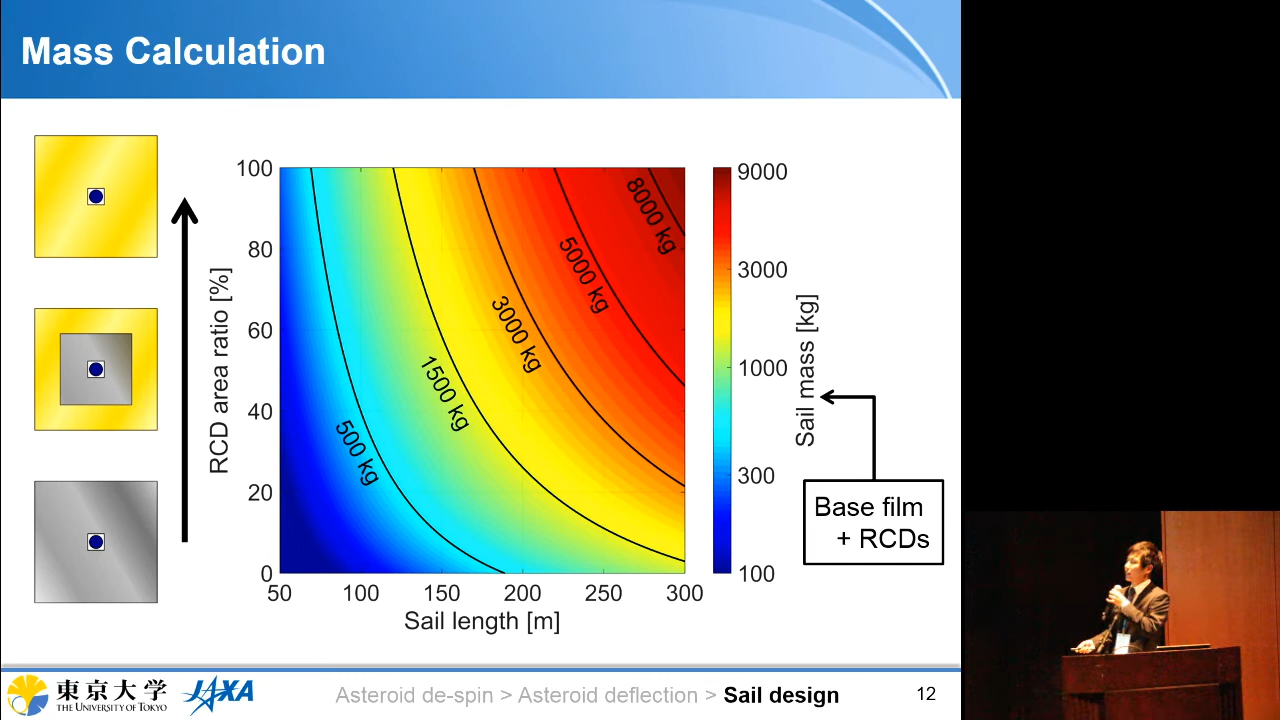 Mass Calculation
100
80
60
40
20
0
RCD area ratio [%]
50
100
150
200
250
300
Sail length [m]
500 kg
1500 kg
3000 kg
5000 kg
8000 kg
9000
3000
1000
300
100
Sail mass [kg]
Base film
+ RCDs
東京大学
THE UNIVERSITY OF TOKYO
JAXA
Asteroid de-spin > Asteroid deflection > Sail design
12